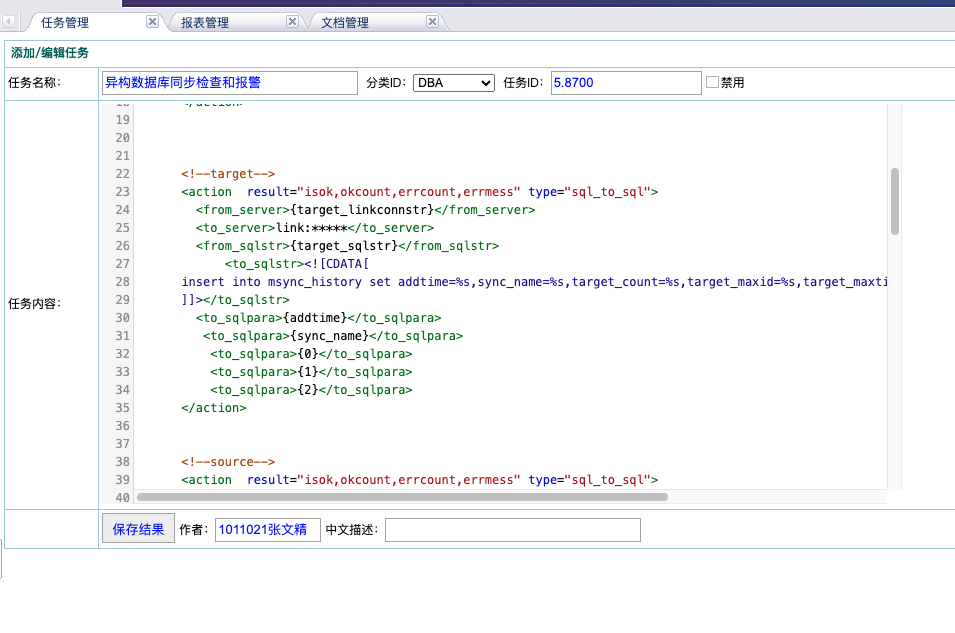 任务管理 报表管理 文档管理
添加/编辑任务
任务名称: 异构数据库同步检查和报警 分类ID: DBA 任务ID: 5.8700 禁用
任务内容:
18 </action>
19
20
21
22 <!--target-->
23 <action  result="isok,okcount,errcount,errmess" type="sql_to_sql">
24 <from_server>{target_linkconnstr}</from_server>
25 <to_server>link:*****</to_server>
26 <from_sqlstr>{target_sqlstr}</from_sqlstr>
27 <to_sqlstr><![CDATA[
28 insert into msync_history set addtime=%s,sync_name=%s,target_count=%s,target_maxid=%s,target_maxti
29 ]]></to_sqlstr>
30 <to_sqlpara>{addtime}</to_sqlpara>
31 <to_sqlpara>{sync_name}</to_sqlpara>
32 <to_sqlpara>{0}</to_sqlpara>
33 <to_sqlpara>{1}</to_sqlpara>
34 <to_sqlpara>{2}</to_sqlpara>
35 </action>
36
37
38 <!--source-->
39 <action  result="isok,okcount,errcount,errmess" type="sql_to_sql">
40
保存结果 作者: 1011021张文精 中文描述: